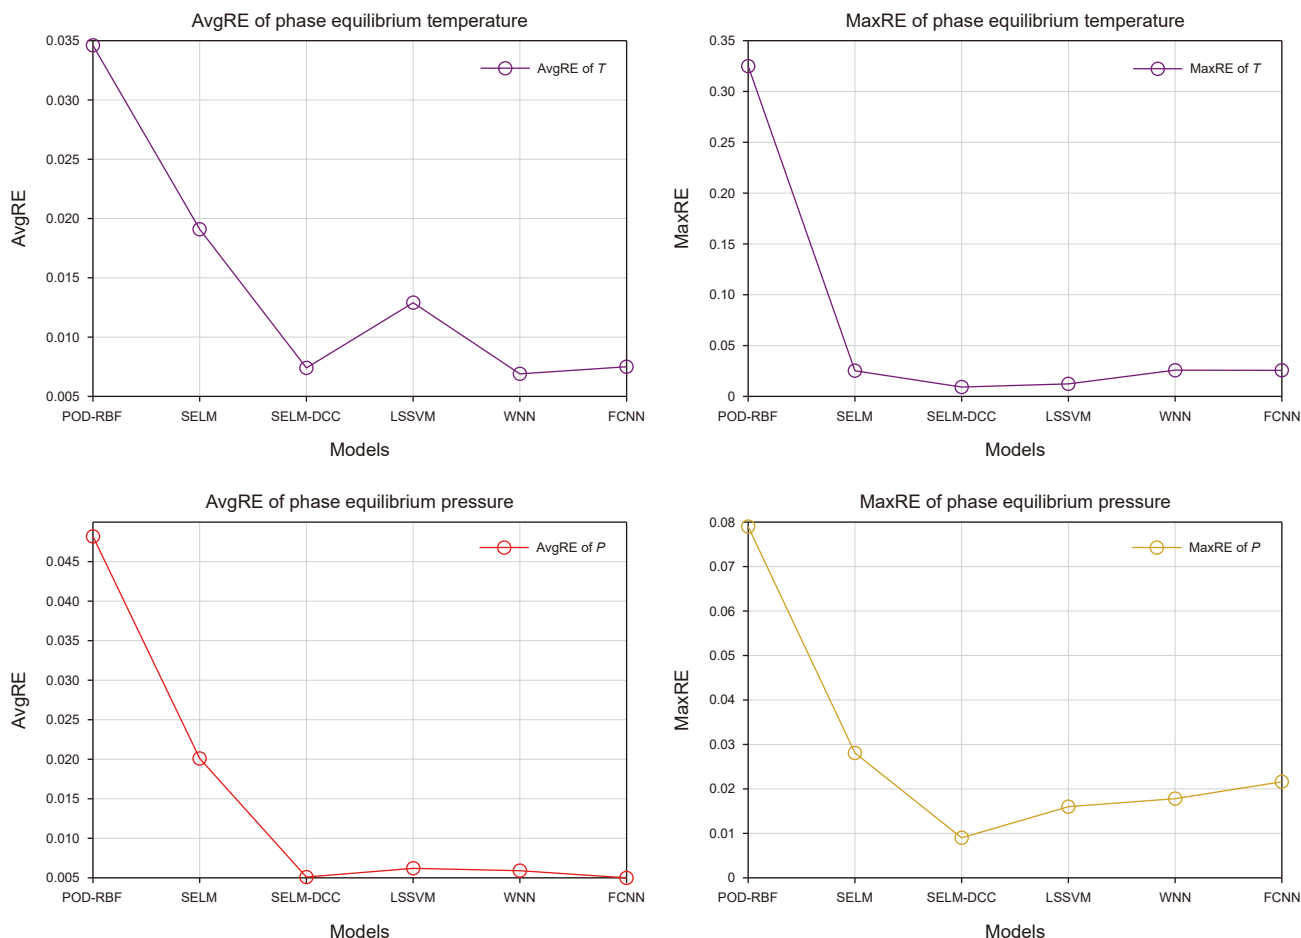 AvgRE of phase equilibrium temperature
AvgRE of T
0.035
0.030
0.025
0.020
0.015
0.010
0.005
AvgRE
POD-RBF SELM SELM-DCC LSSVM WNN FCNN
Models
MaxRE of phase equilibrium temperature
MaxRE of T
0.35
0.30
0.25
0.20
0.15
0.10
0.05
0
MaxRE
POD-RBF SELM SELM-DCC LSSVM WNN FCNN
Models
AvgRE of phase equilibrium pressure
AvgRE of P
0.045
0.040
0.035
0.030
0.025
0.020
0.015
0.010
0.005
AvgRE
POD-RBF SELM SELM-DCC LSSVM WNN FCNN
Models
MaxRE of phase equilibrium pressure
MaxRE of P
0.08
0.07
0.06
0.05
0.04
0.03
0.02
0.01
0
MaxRE
POD-RBF SELM SELM-DCC LSSVM WNN FCNN
Models